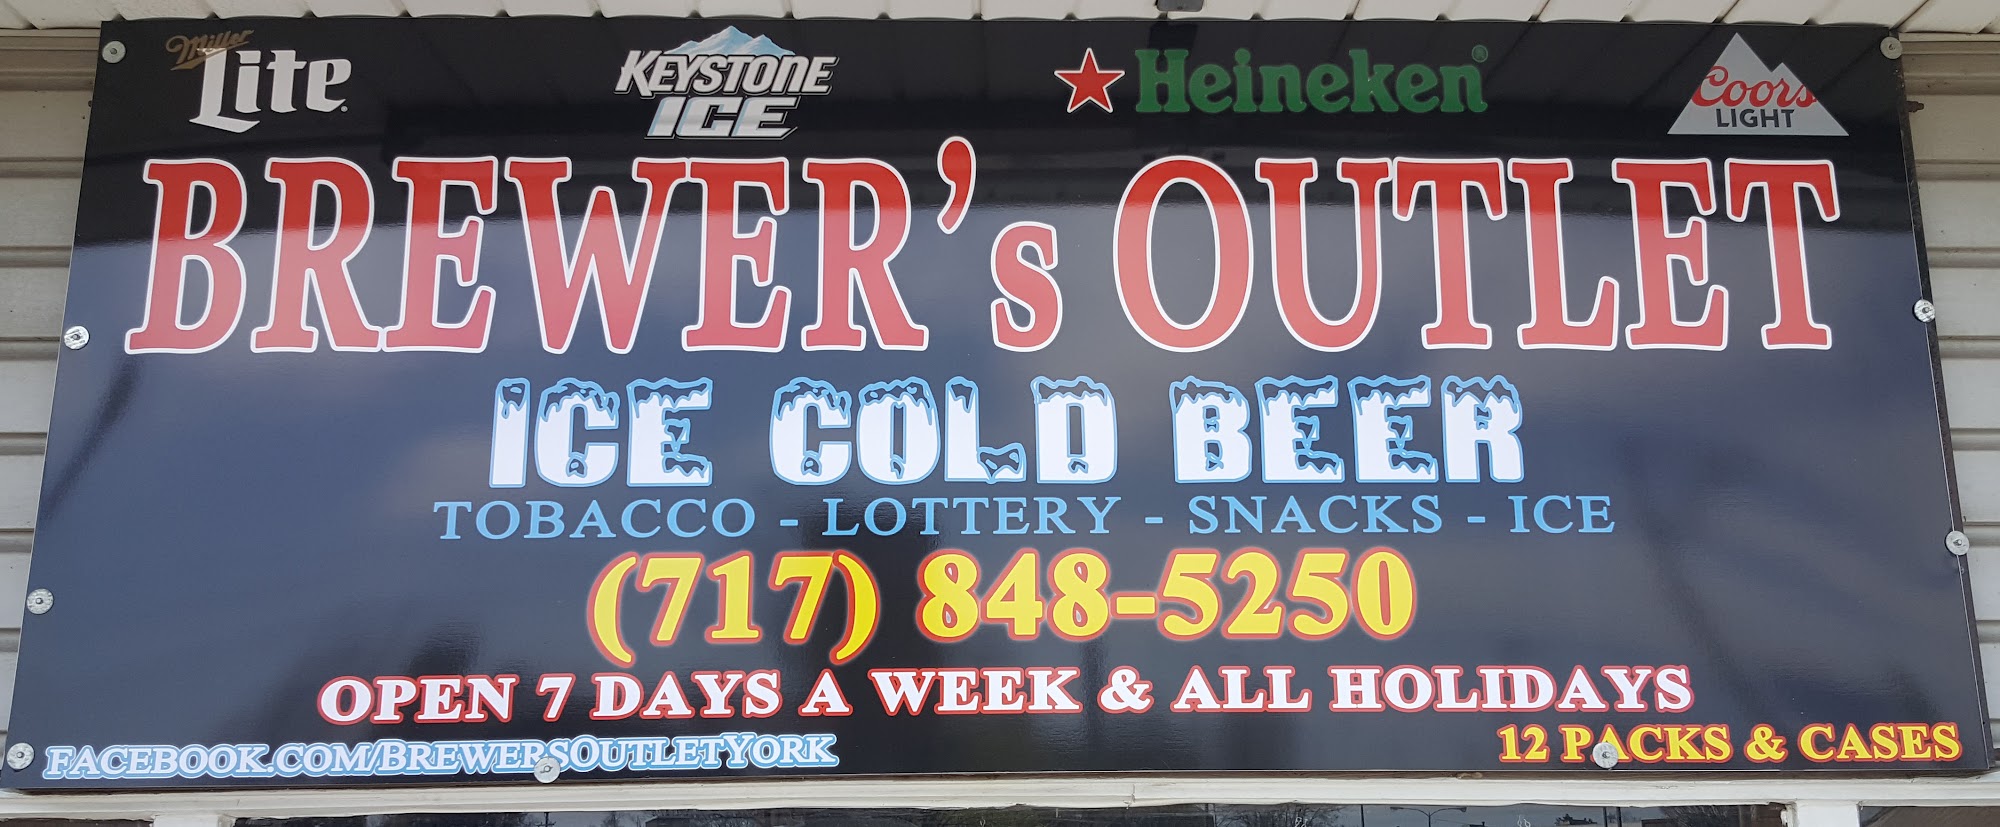 Miller Lite KEYSTONE ICE Heineken® Coors LIGHT
BREWER's OUTLET
ICE COLD BEER
TOBACCO - LOTTERY - SNACKS - ICE
(717) 848-5250
OPEN 7 DAYS A WEEK & ALL HOLIDAYS
FACEBOOK.COM/BREWERSOUTLETYORK 12 PACKS & CASES